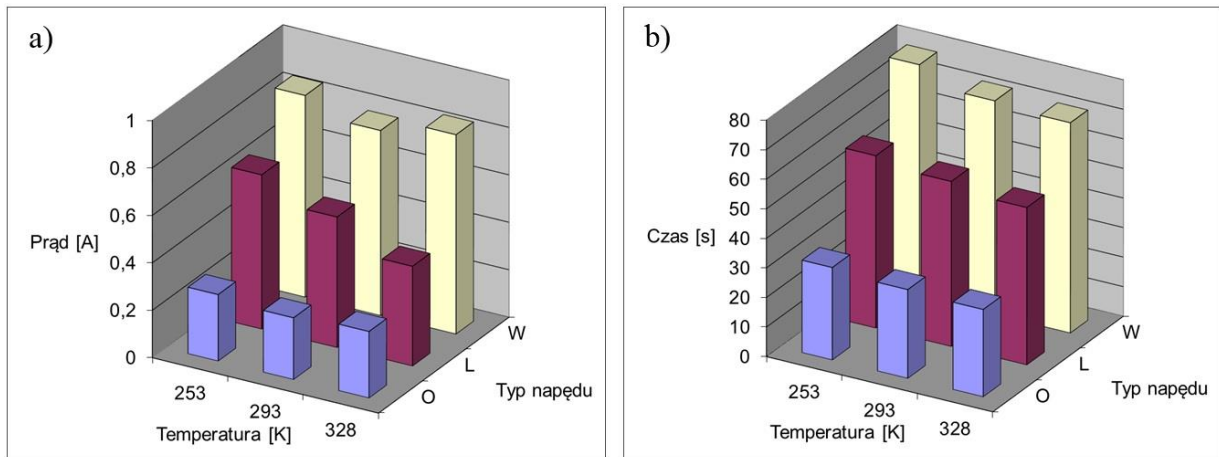 a)
1
0,8
0,6
0,4
0,2
0
Prąd [A]
253
293
328
Temperatura [K]
O
L
W
Typ napędu
b)
80
70
60
50
40
30
20
10
0
Czas [s]
253
293
328
Temperatura [K]
O
L
W
Typ napędu